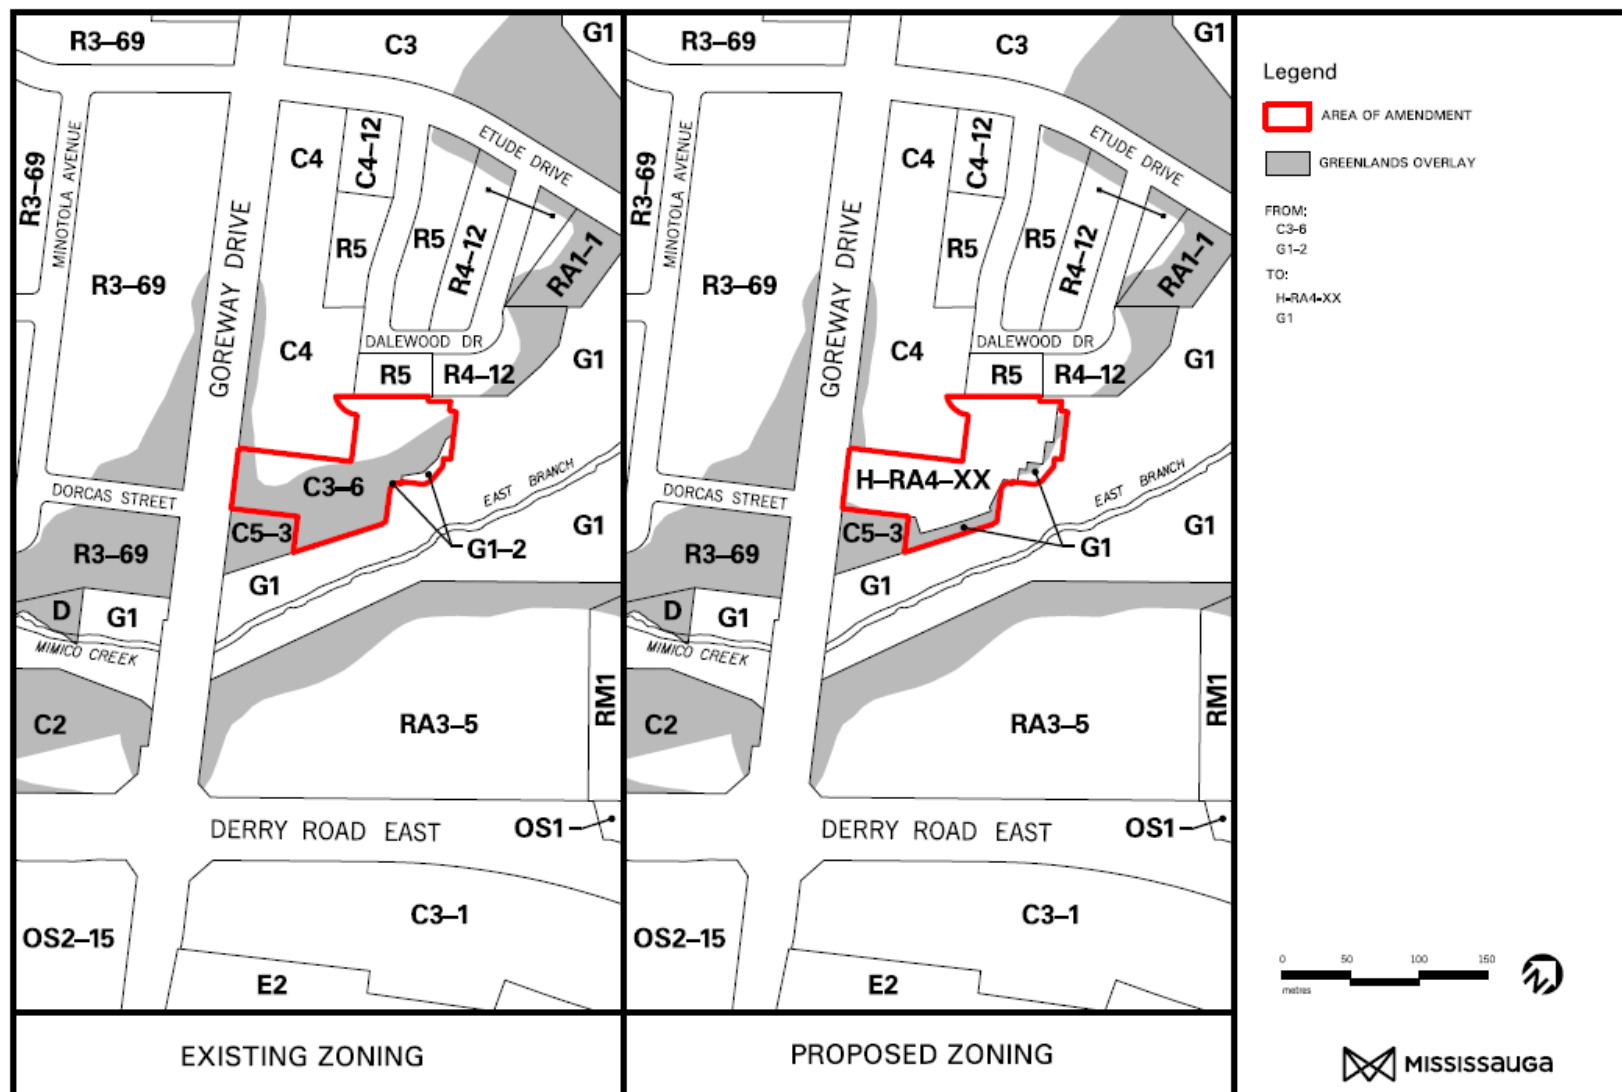 R3–69
C3
G1
ETUDE DRIVE
R3–69
MINOTOLA AVENUE
C4
C4–12
R3–69
GOREWAY DRIVE
R5
R5
R4–12
RA1–1
C4
DALEWOOD DR
R5
R4–12
G1
C3–6
DORCAS STREET
EAST BRANCH
C5–3
G1–2
G1
R3–69
G1
D
G1
MIMICO CREEK
C2
RA3–5
RM1
DERRY ROAD EAST
OS1
C3–1
OS2–15
E2
EXISTING ZONING
R3–69
C3
G1
ETUDE DRIVE
R3–69
MINOTOLA AVENUE
C4
C4–12
R3–69
GOREWAY DRIVE
R5
R5
R4–12
RA1–1
C4
DALEWOOD DR
R5
R4–12
G1
H–RA4–XX
DORCAS STREET
EAST BRANCH
C5–3
G1
G1
R3–69
G1
D
G1
MIMICO CREEK
C2
RA3–5
RM1
DERRY ROAD EAST
OS1
C3–1
OS2–15
E2
PROPOSED ZONING
Legend
AREA OF AMENDMENT
GREENLANDS OVERLAY
FROM:
C3-6
G1-2
TO:
H-RA4-XX
G1
0 50 100 150
metres
N
MISSISSAUGA